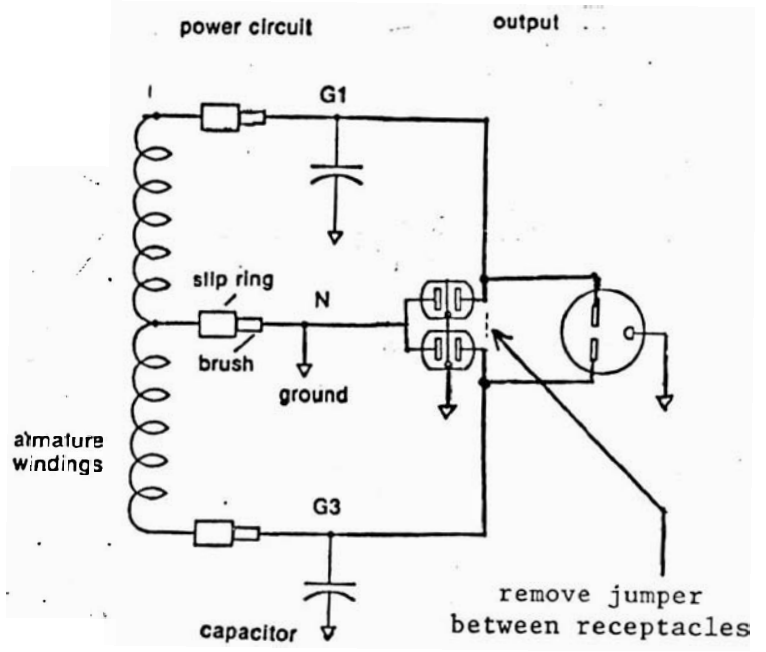 power circuit
output
G1
slip ring
N
brush
ground
armature
windings
G3
capacitor
remove jumper
between receptacles